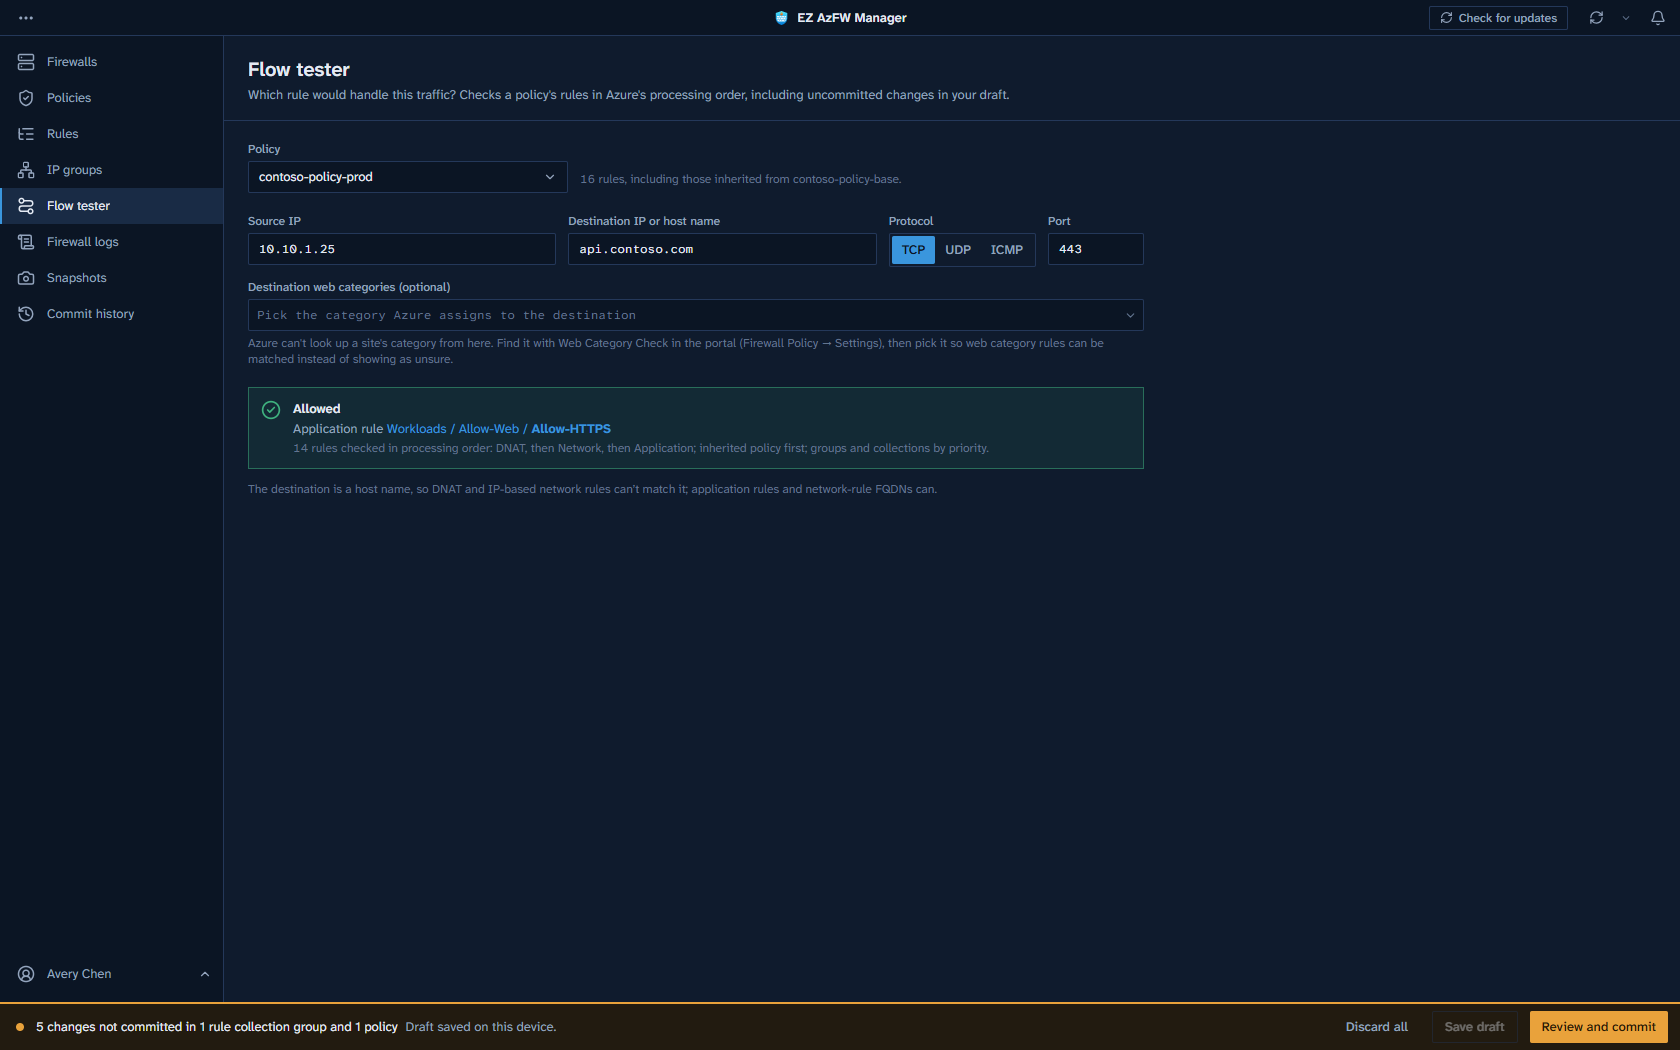 EZ AzFW Manager
Check for updates
Firewalls
Policies
Rules
IP groups
Flow tester
Firewall logs
Snapshots
Commit history
Avery Chen
Flow tester
Which rule would handle this traffic? Checks a policy's rules in Azure's processing order, including uncommitted changes in your draft.
Policy
contoso-policy-prod
16 rules, including those inherited from contoso-policy-base.
Source IP
Destination IP or host name
Protocol
Port
10.10.1.25
api.contoso.com
TCP UDP ICMP
443
Destination web categories (optional)
Pick the category Azure assigns to the destination
Azure can't look up a site's category from here. Find it with Web Category Check in the portal (Firewall Policy → Settings), then pick it so web category rules can be
matched instead of showing as unsure.
Allowed
Application rule Workloads / Allow-Web / Allow-HTTPS
14 rules checked in processing order: DNAT, then Network, then Application; inherited policy first; groups and collections by priority.
The destination is a host name, so DNAT and IP-based network rules can't match it; application rules and network-rule FQDNs can.
5 changes not committed in 1 rule collection group and 1 policy Draft saved on this device.
Discard all
Save draft
Review and commit